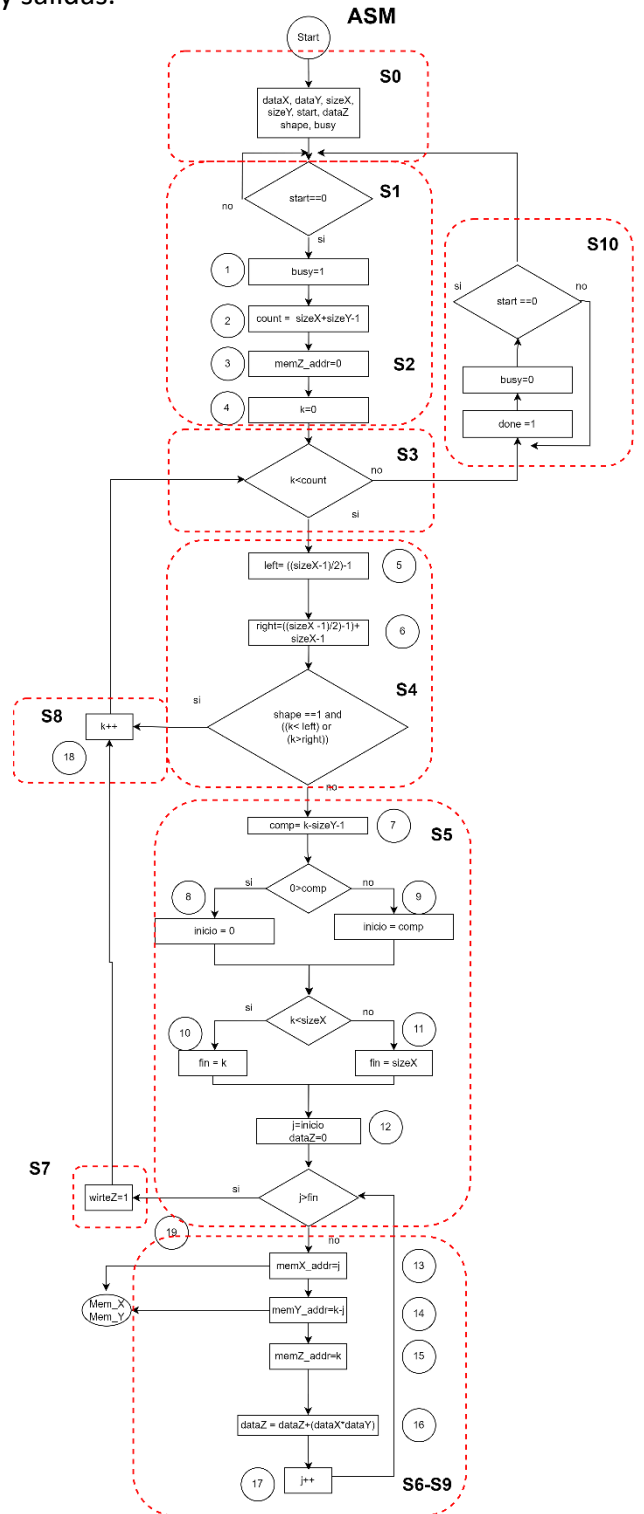 y salidas.
ASM
Start
S0
dataX, dataY, sizeX,
sizeY, start, dataZ
shape, busy
S1
start==0
no
si
1
busy=1
2
count = sizeX+sizeY-1
3
memZ_addr=0
S2
4
k=0
S10
si
no
start ==0
busy=0
done =1
S3
k<count
no
si
left= ((sizeX-1)/2)-1
5
right=((sizeX -1)/2)-1)+
sizeX-1
6
S4
si
shape ==1 and
((k< left) or
(k>right))
no
S8
k++
18
comp= k-sizeY-1
7
S5
si
0>comp
no
8
9
inicio = 0
inicio = comp
si
k<sizeX
no
10
11
fin = k
fin = sizeX
j=inicio
dataZ=0
12
S7
wirteZ=1
si
j>fin
19
no
memX_addr=j
13
Mem_X
Mem_Y
memY_addr=k-j
14
memZ_addr=k
15
dataZ = dataZ+(dataX*dataY)
16
17
j++
S6-S9